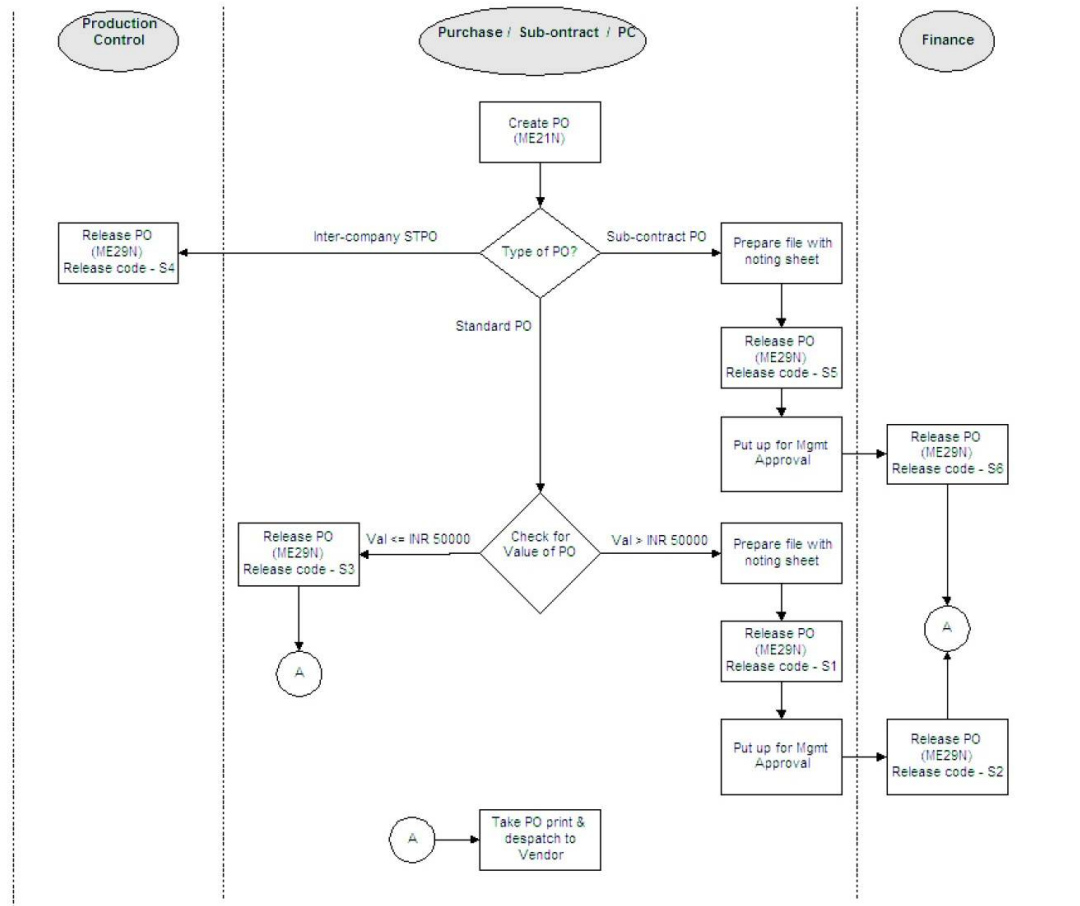 Production
Control
Purchase / Sub-ontract / PC
Finance
Create PO
(ME21N)
Release PO
(ME29N)
Release code - S4
Inter-company STPO
Type of PO?
Sub-contract PO
Prepare file with
noting sheet
Standard PO
Release PO
(ME29N)
Release code - S5
Put up for Mgmt
Approval
Release PO
(ME29N)
Release code - S6
Release PO
(ME29N)
Release code - S3
Val <= INR 50000
Check for
Value of PO
Val > INR 50000
Prepare file with
noting sheet
A
Release PO
(ME29N)
Release code - S1
A
Put up for Mgmt
Approval
Release PO
(ME29N)
Release code - S2
A
Take PO print &
despatch to
Vendor